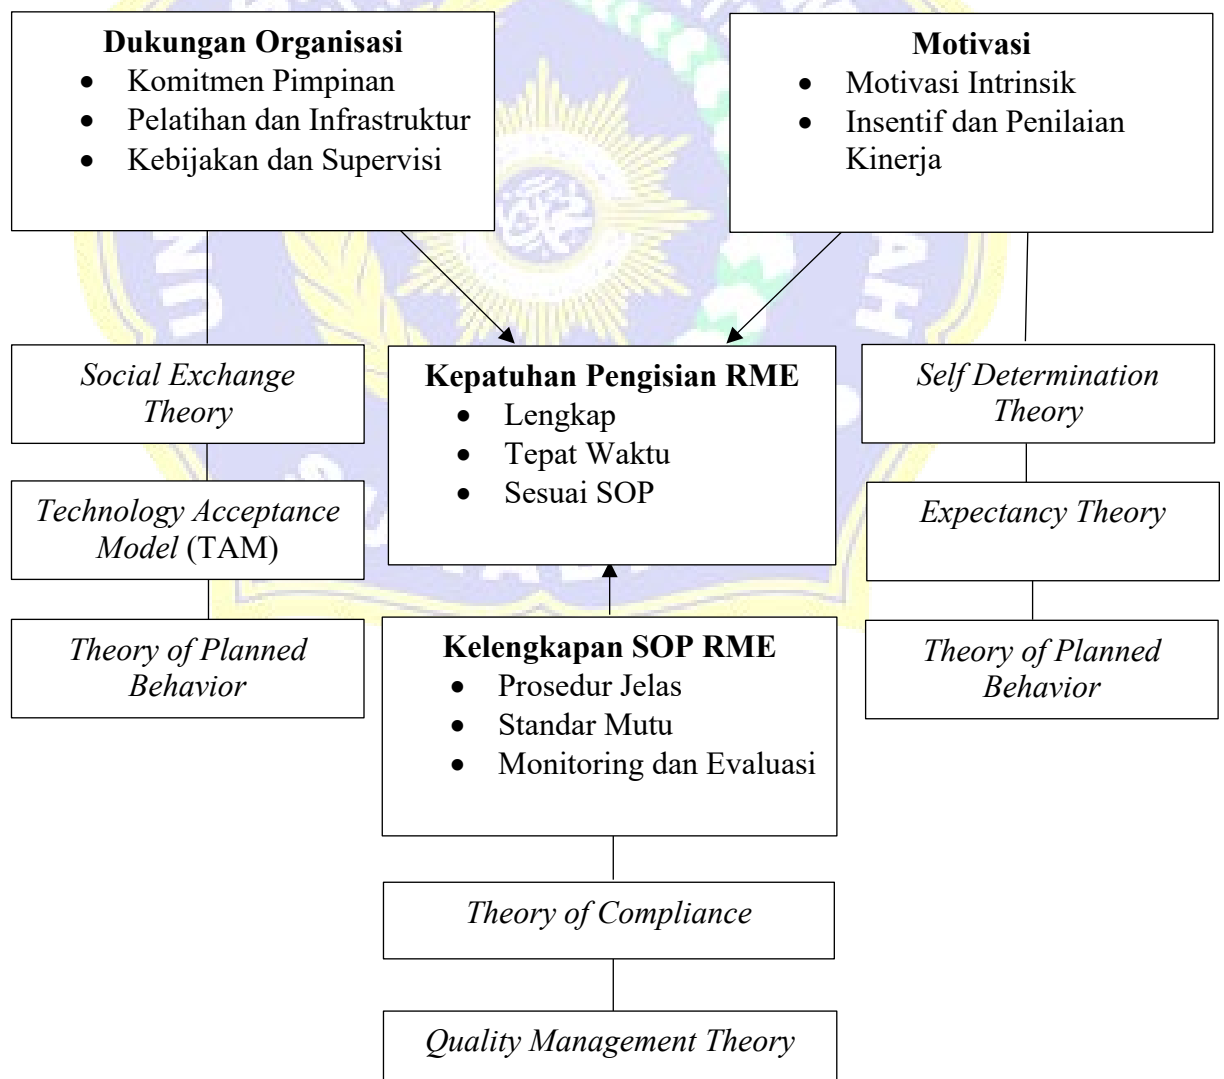 Dukungan Organisasi
• Komitmen Pimpinan
• Pelatihan dan Infrastruktur
• Kebijakan dan Supervisi
Motivasi
• Motivasi Intrinsik
• Insentif dan Penilaian
Kinerja
Social Exchange
Theory
Kepatuhan Pengisian RME
• Lengkap
• Tepat Waktu
• Sesuai SOP
Self Determination
Theory
Technology Acceptance
Model (TAM)
Expectancy Theory
Theory of Planned
Behavior
Kelengkapan SOP RME
• Prosedur Jelas
• Standar Mutu
• Monitoring dan Evaluasi
Theory of Planned
Behavior
Theory of Compliance
Quality Management Theory